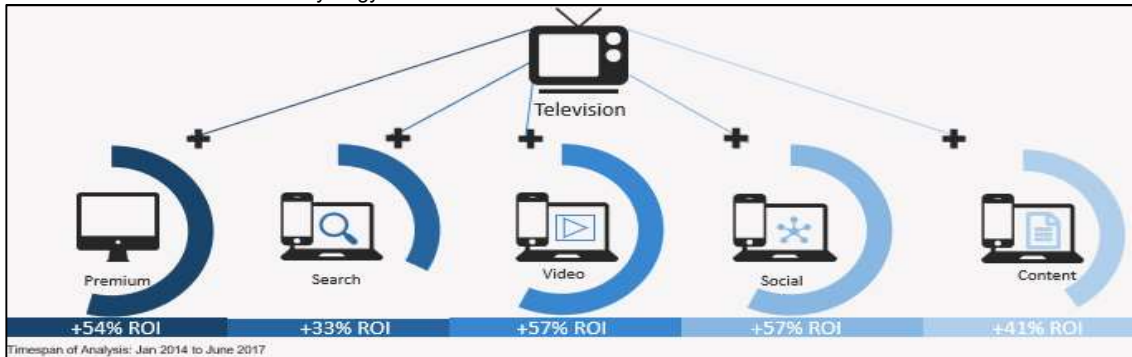 Television
Premium
Search
Video
Social
Content
+54% ROI
+33% ROI
+57% ROI
+57% ROI
+41% ROI
Timespan of Analysis: Jan 2014 to June 2017